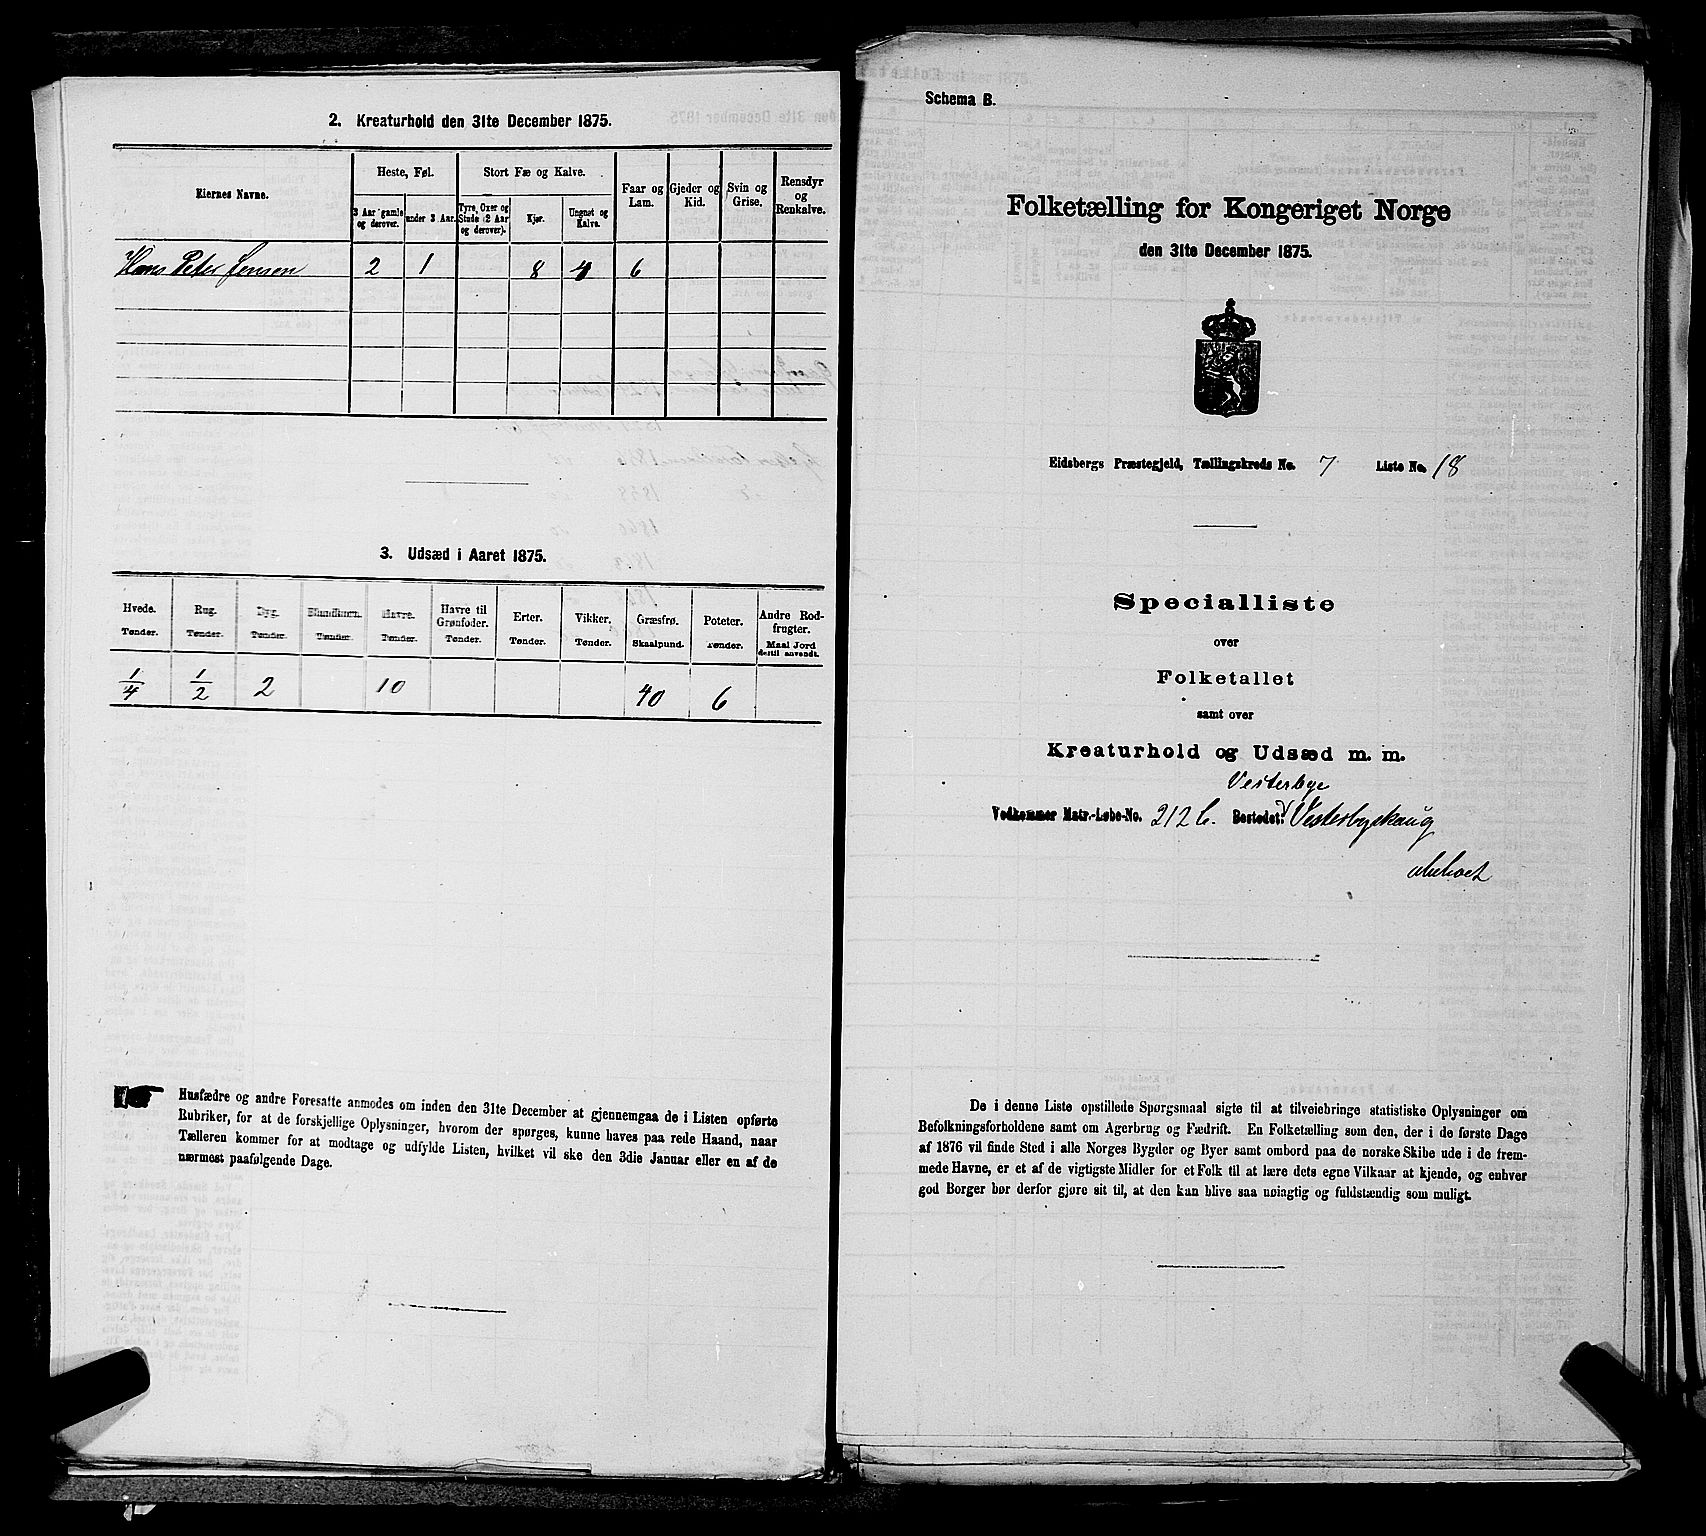 2. Kreaturhold den 31te December 1875.
Eiernes Navne.
Heste, Føl.
Stort Fæ og Kalve.
Faar og Lam.
Gjeder og Kid.
Svin og Grise.
Rensdyr og Renkalve.
3 Aar gamle og derover.
under 3 Aar.
Tyre, Oxer og Stude (2 Aar og derover).
Kjør.
Ungnøt og Kalve.
Hans Peter Jensen 2 1 8 4 6
3. Udsæd i Aaret 1875.
Hvede. Rug. Byg. Blandkorn. Havre. Havre til Grønfoder. Erter. Vikker. Græsfrø. Poteter. Andre Rodfrugter.
Tønder. Tønder. Tønder. Tønder. Tønder. Tønder. Tønder. Tønder. Skaalpund. Tønder. Maal Jord dertil anvendt.
1/4 1/2 2 10 40 6
Husfædre og andre Foresatte anmodes om inden den 31te December at gjennemgaa de i Listen opførte
Rubriker, for at de forskjellige Oplysninger, hvorom der spørges, kunne haves paa rede Haand, naar
Tælleren kommer for at modtage og udfylde Listen, hvilket vil ske den 3die Januar eller en af de
nærmest paafølgende Dage.
Schema B.
Folketælling for Kongeriget Norge
den 31te December 1875.
Eidsbergs Præstegjeld, Tællingskreds No. 7 Liste No. 18
Specialliste
over
Folketallet
samt over
Kreaturhold og Udsæd m. m.
Vesterbye
Vedkommer Matr.-Løbe-No. 212 b. Bostedet: Vesterbyskaug
De i denne Liste opstillede Spørgsmaal sigte til at tilveiebringe statistiske Oplysninger om
Befolkningsforholdene samt om Agerbrug og Fædrift. En Folketælling som den, der i de første Dage
af 1876 vil finde Sted i alle Norges Bygder og Byer samt ombord paa de norske Skibe ude i de frem-
mede Havne, er et af de vigtigste Midler for et Folk til at lære dets egne Vilkaar at kjende, og enhver
god Borger bør derfor gjøre sit til, at den kan blive saa nøiagtig og fuldstændig som muligt.